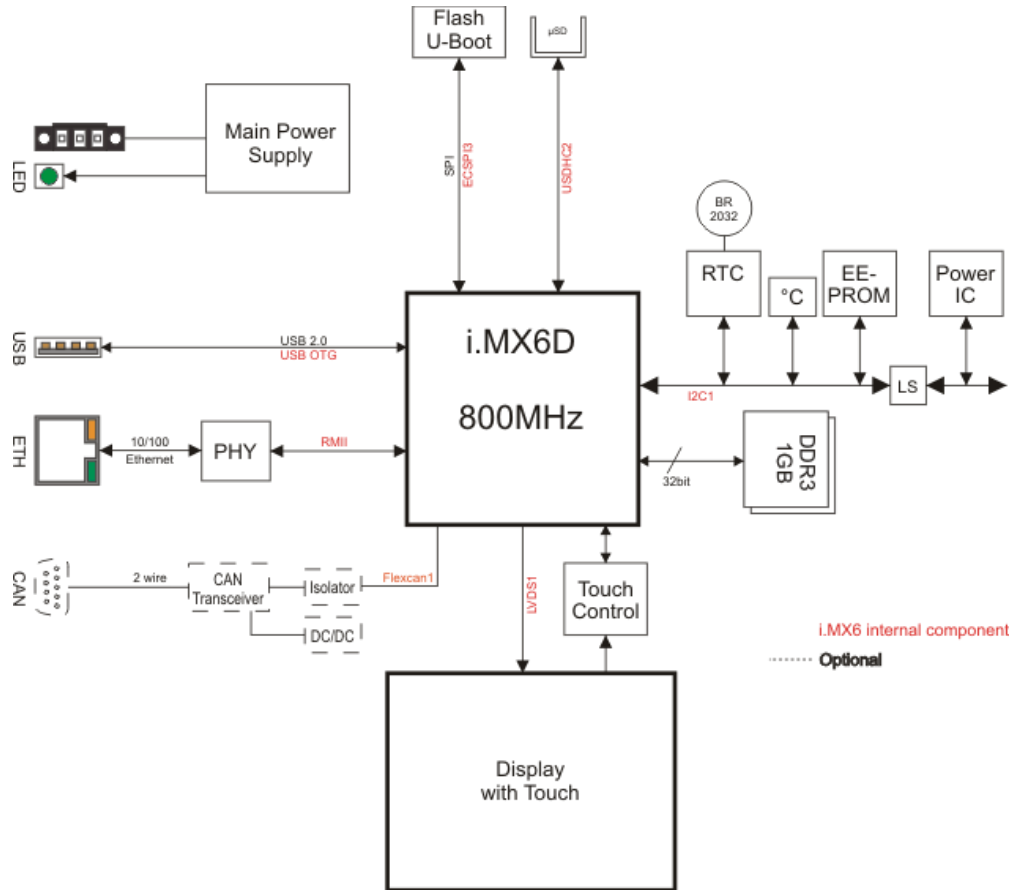 Flash
U-Boot
µSD
Main Power
Supply
LED
SPI
ECSPI3
USDHC2
BR
2032
RTC
°C
EE-
PROM
Power
IC
i.MX6D
800MHz
USB
USB 2.0
USB OTG
I2C1
LS
ETH
10/100
Ethernet
PHY
RMII
32bit
DDR3
1GB
CAN
2 wire
CAN
Transceiver
Isolator
Flexcan1
DC/DC
LVDS1
Touch
Control
i.MX6 internal component
Optional
Display
with Touch